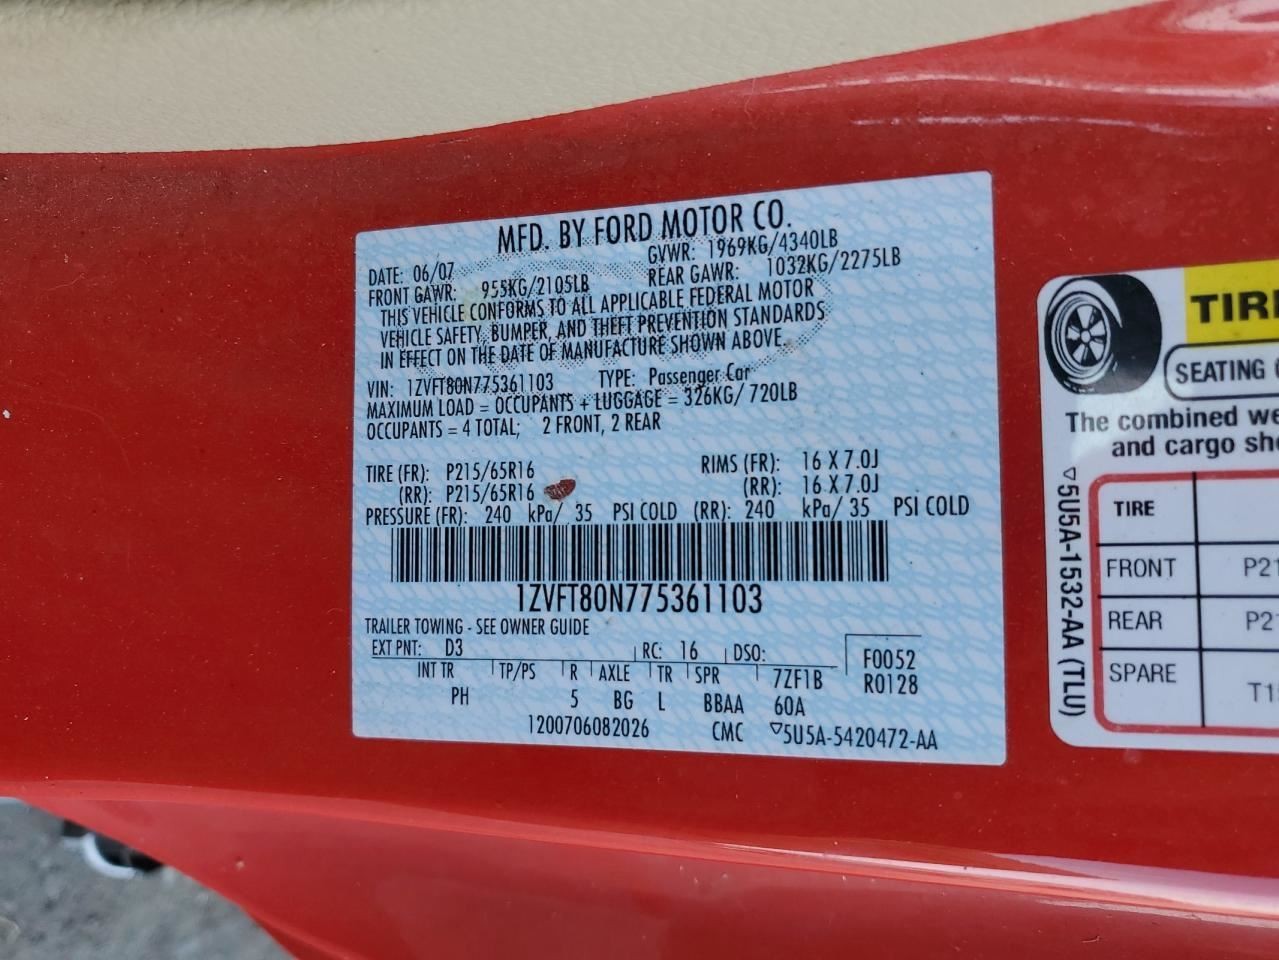 MFD. BY FORD MOTOR CO.
DATE: 06/07 GVWR: 1969KG/4340LB
FRONT GAWR: 955KG/2105LB REAR GAWR: 1032KG/2275LB
THIS VEHICLE CONFORMS TO ALL APPLICABLE FEDERAL MOTOR
VEHICLE SAFETY, BUMPER, AND THEFT PREVENTION STANDARDS
IN EFFECT ON THE DATE OF MANUFACTURE SHOWN ABOVE.
VIN: 1ZVFT80N775361103 TYPE: Passenger Car
MAXIMUM LOAD = OCCUPANTS + LUGGAGE = 326KG/ 720LB
OCCUPANTS = 4 TOTAL; 2 FRONT, 2 REAR
TIRE (FR): P215/65R16 RIMS (FR): 16 X 7.0J
(RR): P215/65R16 (RR): 16 X 7.0J
PRESSURE (FR): 240 kPa/ 35 PSI COLD (RR): 240 kPa/ 35 PSI COLD
1ZVFT80N775361103
TRAILER TOWING - SEE OWNER GUIDE
EXT PNT: D3 RC: 16 DSO: F0052
INT TR TP/PS R AXLE TR SPR 7ZF1B R0128
PH 5 BG L BBAA 60A
1200706082026 CMC ▽5U5A-5420472-AA
TIRE
SEATING
The combined we
and cargo sho
▽5U5A-1532-AA (TLU)
TIRE
FRONT P21
REAR P2
SPARE T1